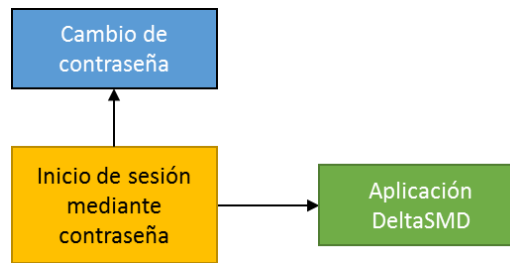 Cambio de
contraseña
Inicio de sesión
mediante
contraseña
Aplicación
DeltaSMD